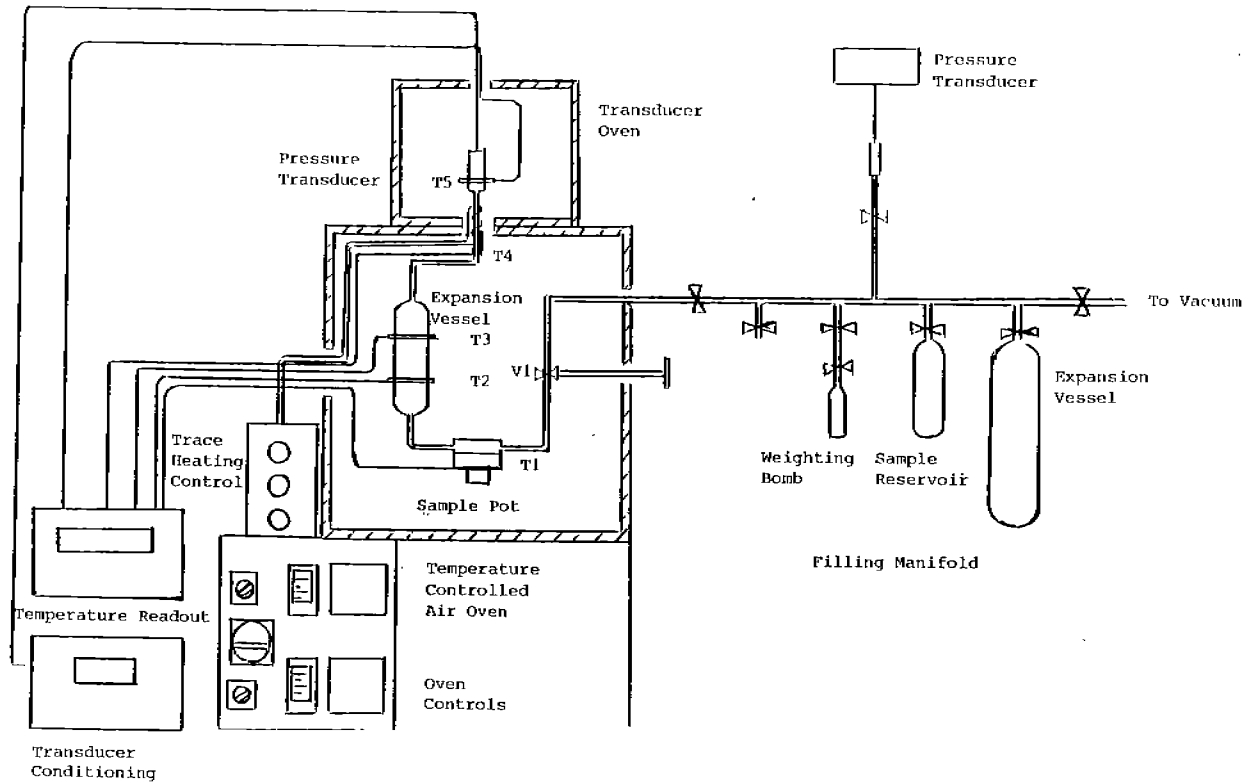 Pressure
Transducer
Transducer
Oven
Pressure
Transducer
T5
T4
Expansion
Vessel
T3
T2
V1
T1
To Vacuum
Expansion
Vessel
Trace
Heating
Control
Weighting
Bomb
Sample
Reservoir
Sample Pot
Filling Manifold
Temperature
Controlled
Air Oven
Temperature Readout
Oven
Controls
Transducer
Conditioning